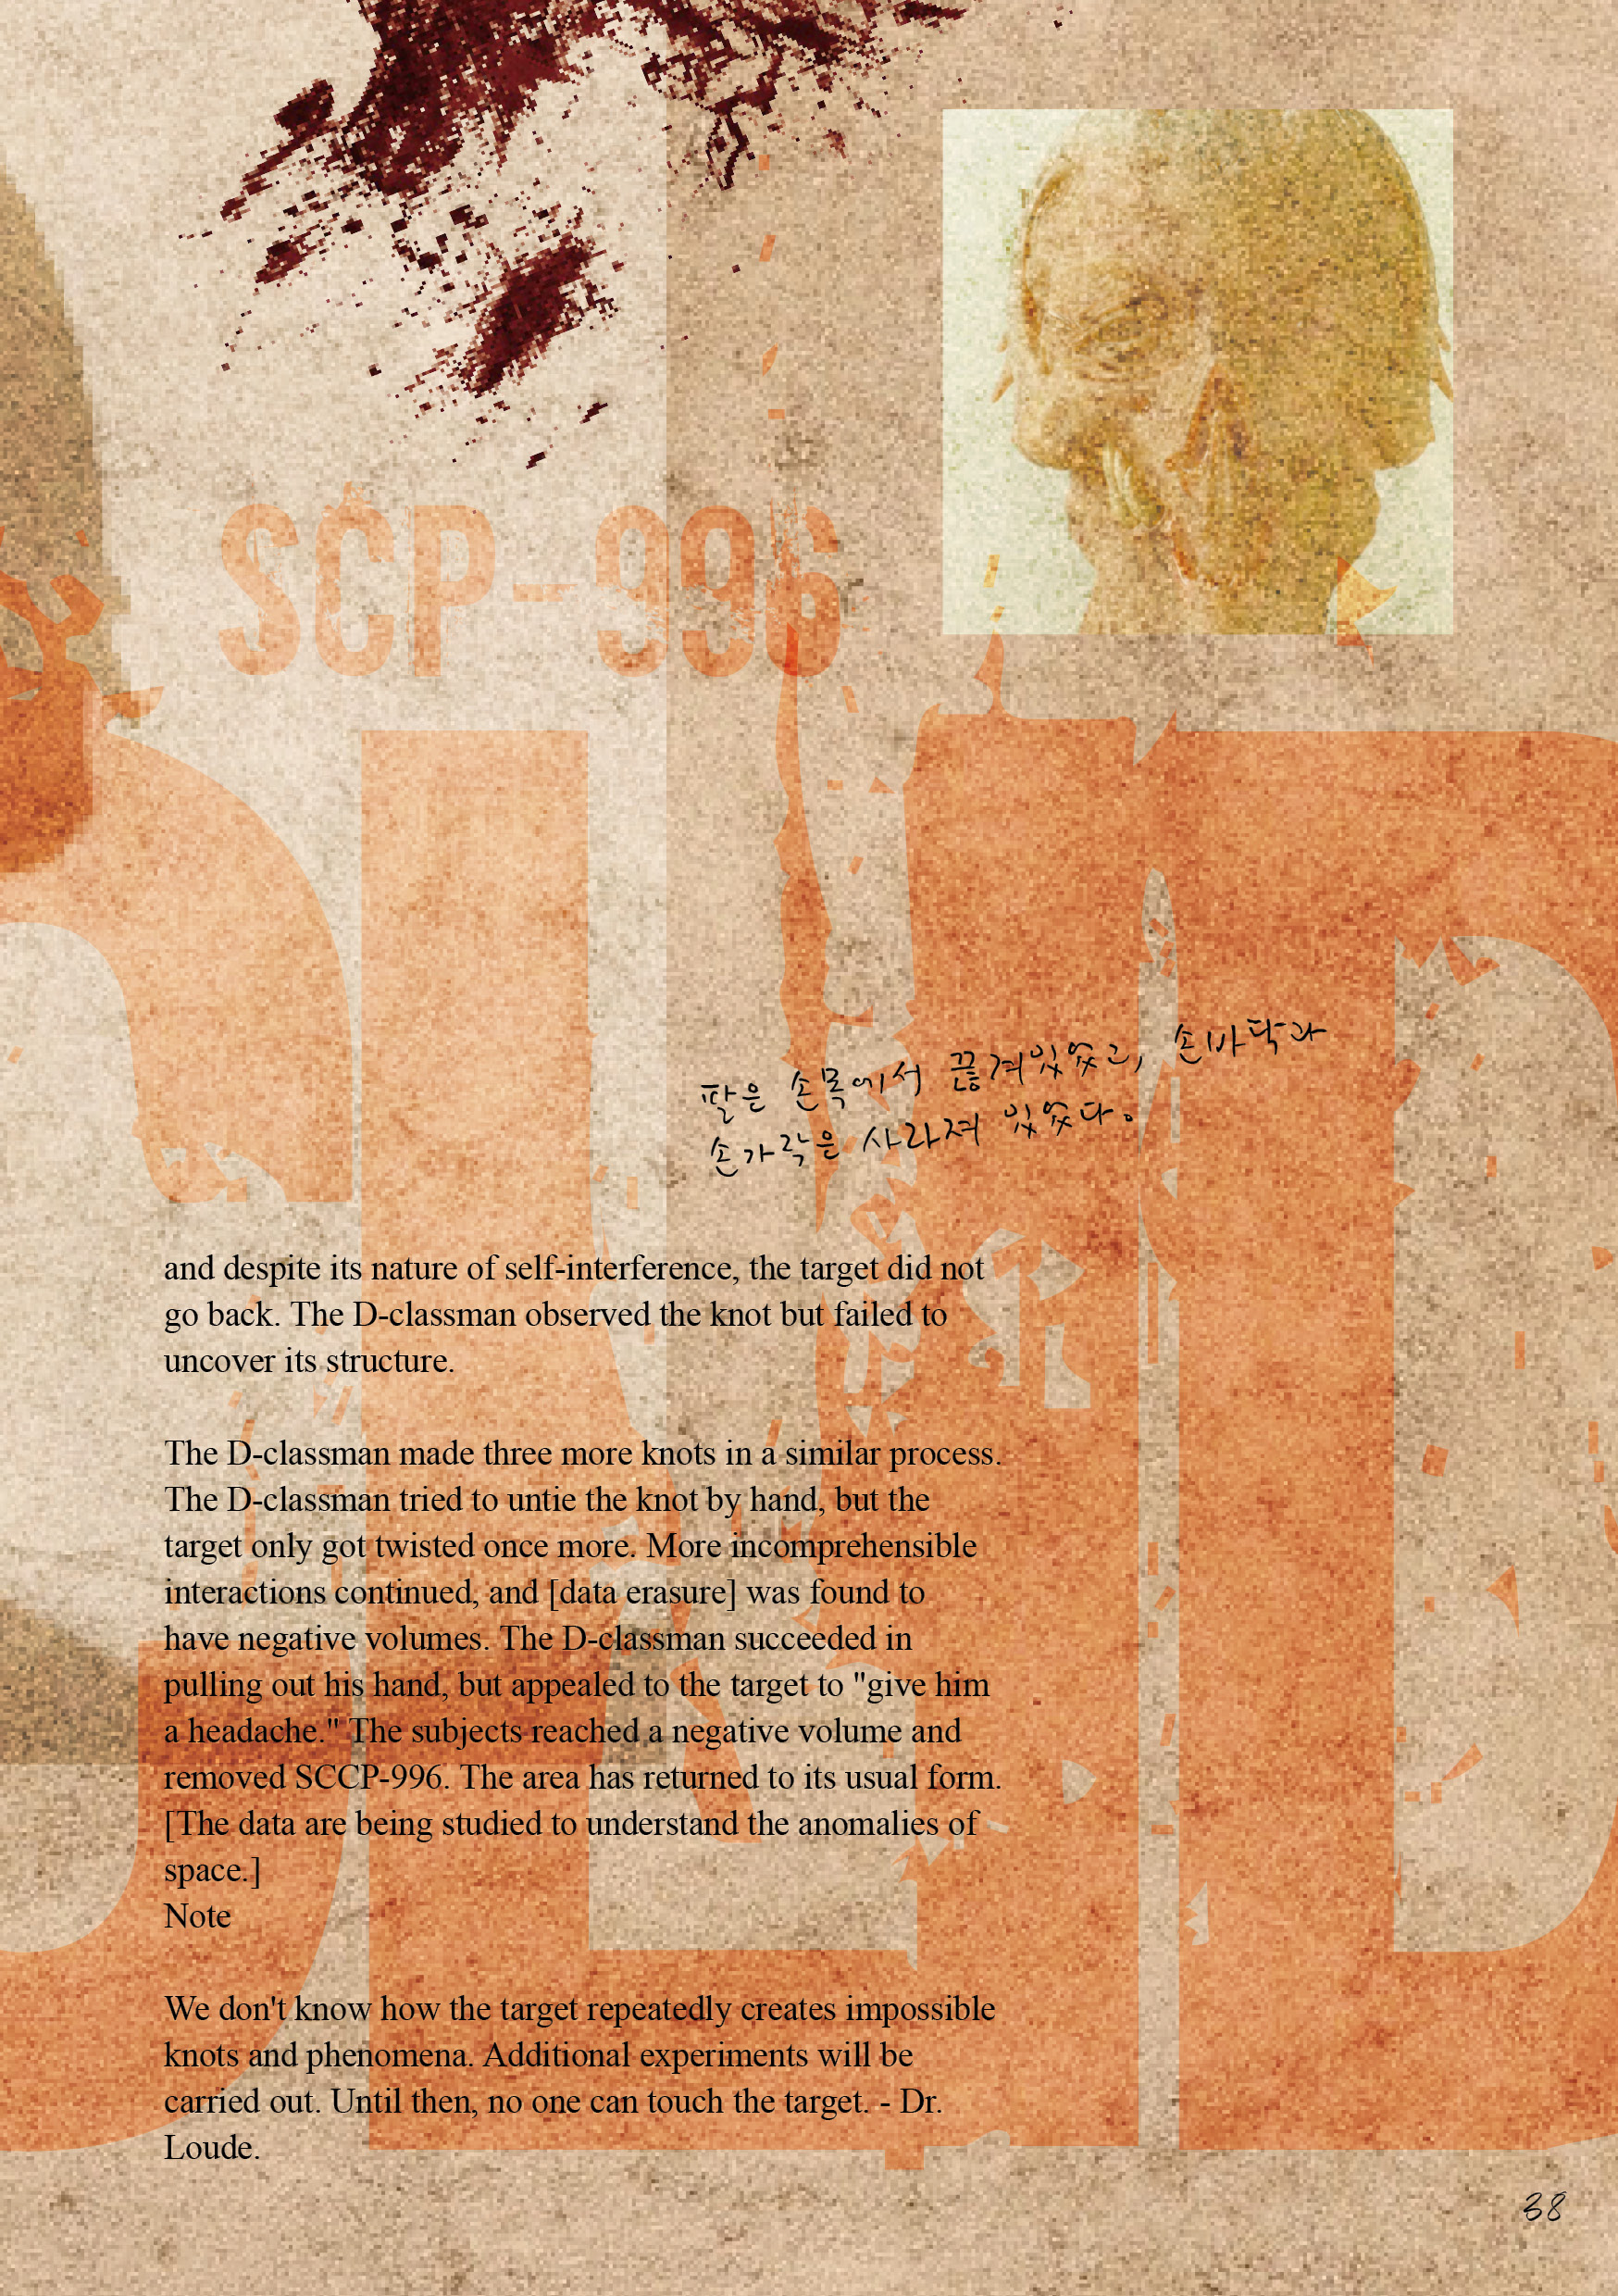 SCP-996
팔은 손목에서 끊겨있었고, 손바닥과
손가락은 사라져 있었다.
and despite its nature of self-interference, the target did not
go back. The D-classman observed the knot but failed to
uncover its structure.
The D-classman made three more knots in a similar process.
The D-classman tried to untie the knot by hand, but the
target only got twisted once more. More incomprehensible
interactions continued, and [data erasure] was found to
have negative volumes. The D-classman succeeded in
pulling out his hand, but appealed to the target to "give him
a headache." The subjects reached a negative volume and
removed SCCP-996. The area has returned to its usual form.
[The data are being studied to understand the anomalies of
space.]
Note
We don't know how the target repeatedly creates impossible
knots and phenomena. Additional experiments will be
carried out. Until then, no one can touch the target. - Dr.
Loude.
38